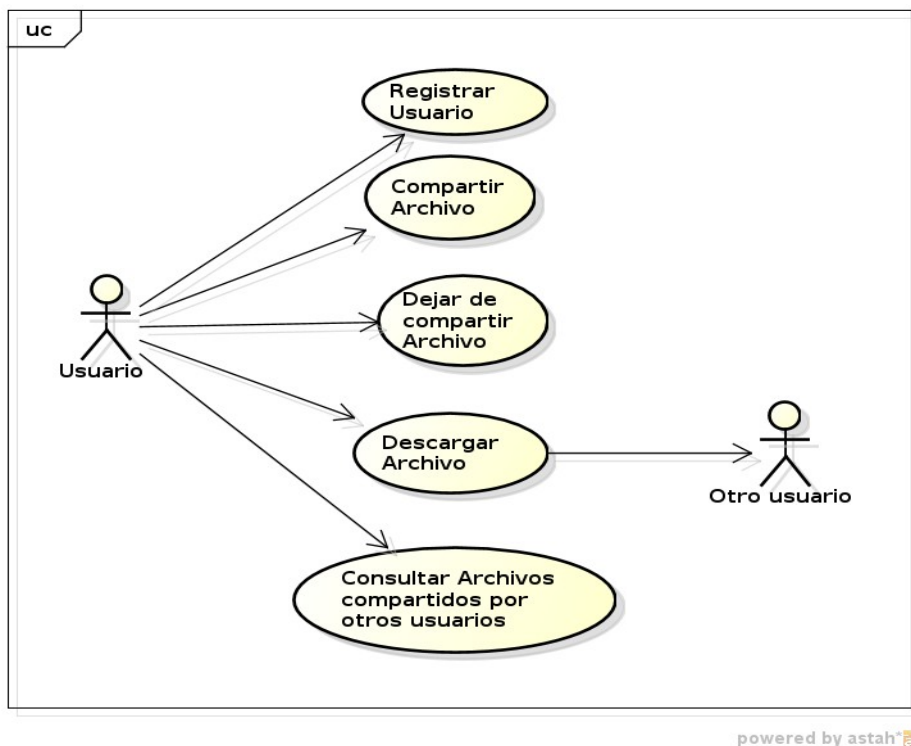 uc
Registrar
Usuario
Compartir
Archivo
Dejar de
compartir
Archivo
Usuario
Descargar
Archivo
Otro usuario
Consultar Archivos
compartidos por
otros usuarios
powered by astah*